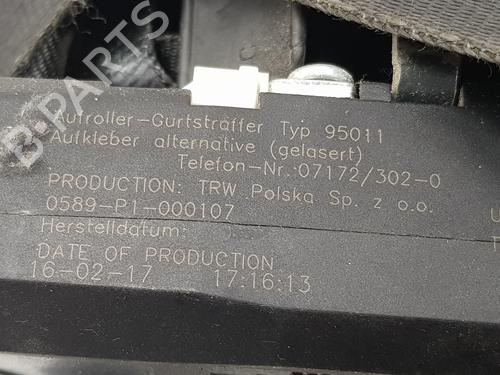 B-PARTS
Aufroller-Gurtstraffer Typ 95011
Aufkleber alternative (gelasert)
Telefon-Nr.:07172/302-0
PRODUCTION: TRW Polska Sp. z o.o.
0589-P1-000107
Herstelldatum:
DATE OF PRODUCTION
16-02-17 17:16:13
U
T